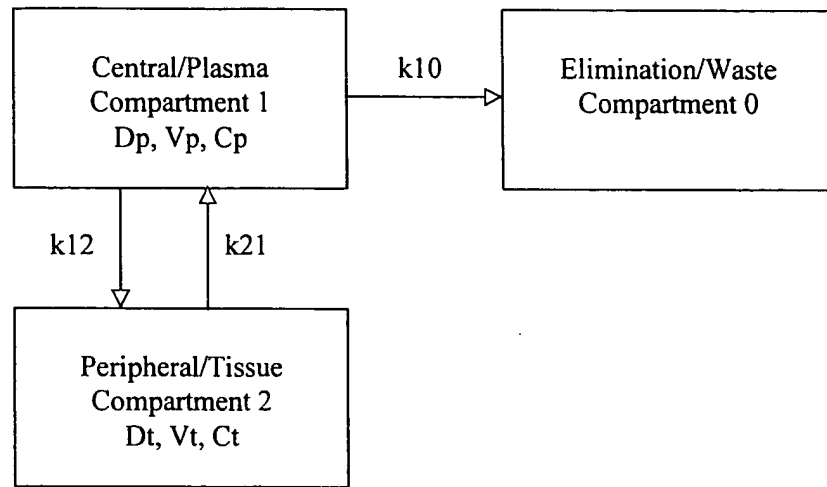 Central/Plasma
Compartment 1
Dp, Vp, Cp
k10
Elimination/Waste
Compartment 0
k12
k21
Peripheral/Tissue
Compartment 2
Dt, Vt, Ct